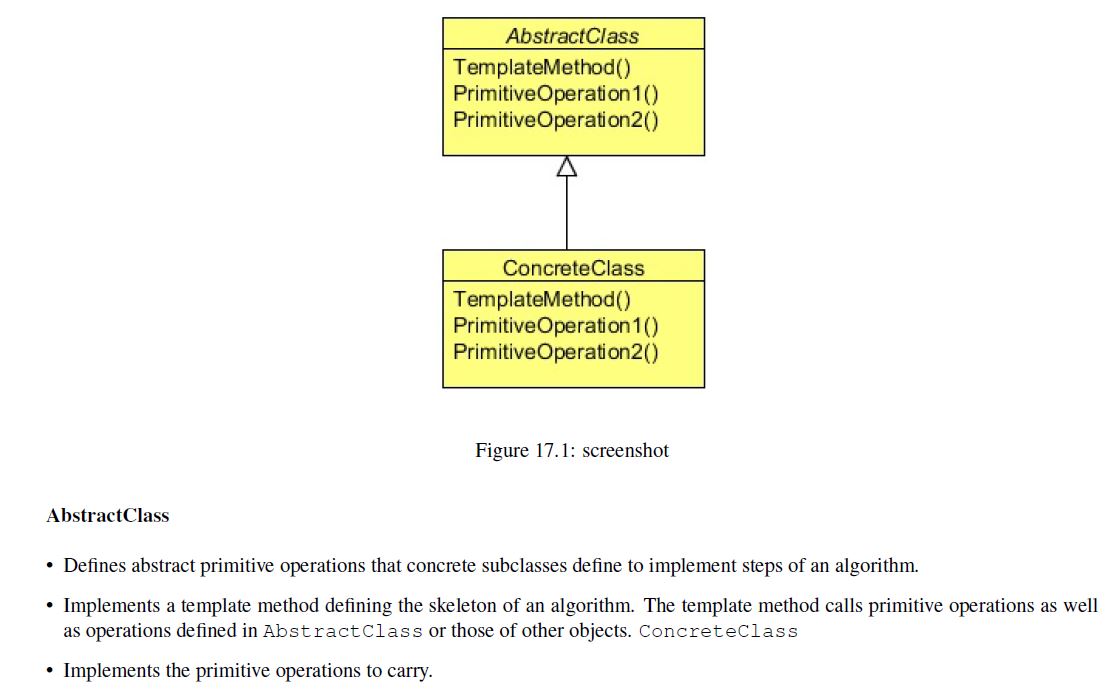 AbstractClass
TemplateMethod()
PrimitiveOperation1()
PrimitiveOperation2()
ConcreteClass
TemplateMethod()
PrimitiveOperation1()
PrimitiveOperation2()
Figure 17.1: screenshot
AbstractClass
• Defines abstract primitive operations that concrete subclasses define to implement steps of an algorithm.
• Implements a template method defining the skeleton of an algorithm. The template method calls primitive operations as well
as operations defined in AbstractClass or those of other objects. ConcreteClass
• Implements the primitive operations to carry.